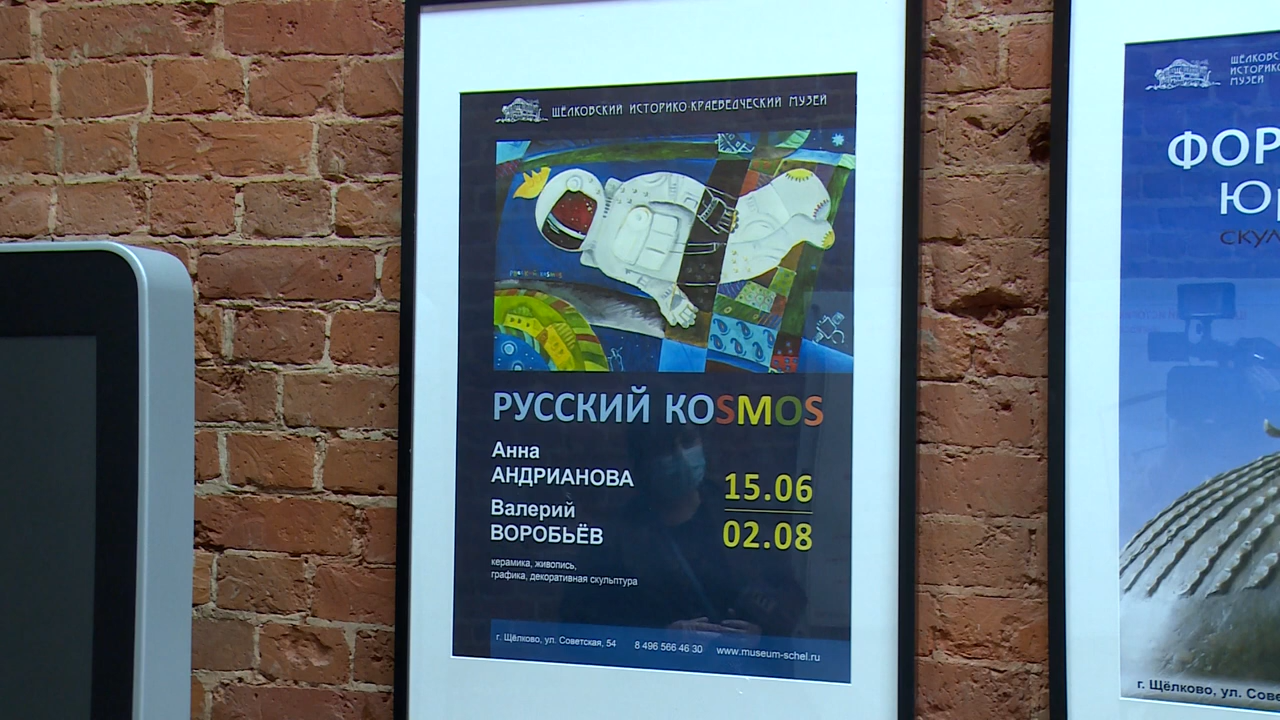 ЩЁЛКОВСКИЙ ИСТОРИКО-КРАЕВЕДЧЕСКИЙ МУЗЕЙ
РУССКИЙ КОSMOS
Анна
АНДРИАНОВА
Валерий
ВОРОБЬЁВ
15.06
02.08
керамика, живопись,
графика, декоративная скульптура
г. Щёлково, ул. Советская, 54 8 496 566 46 30 www.museum-schel.ru
ЩЁЛКОВС
ИСТОРИКО
МУЗЕЙ
ФОР
Ю
СКУЛ
г. Щёлково, ул. Сове